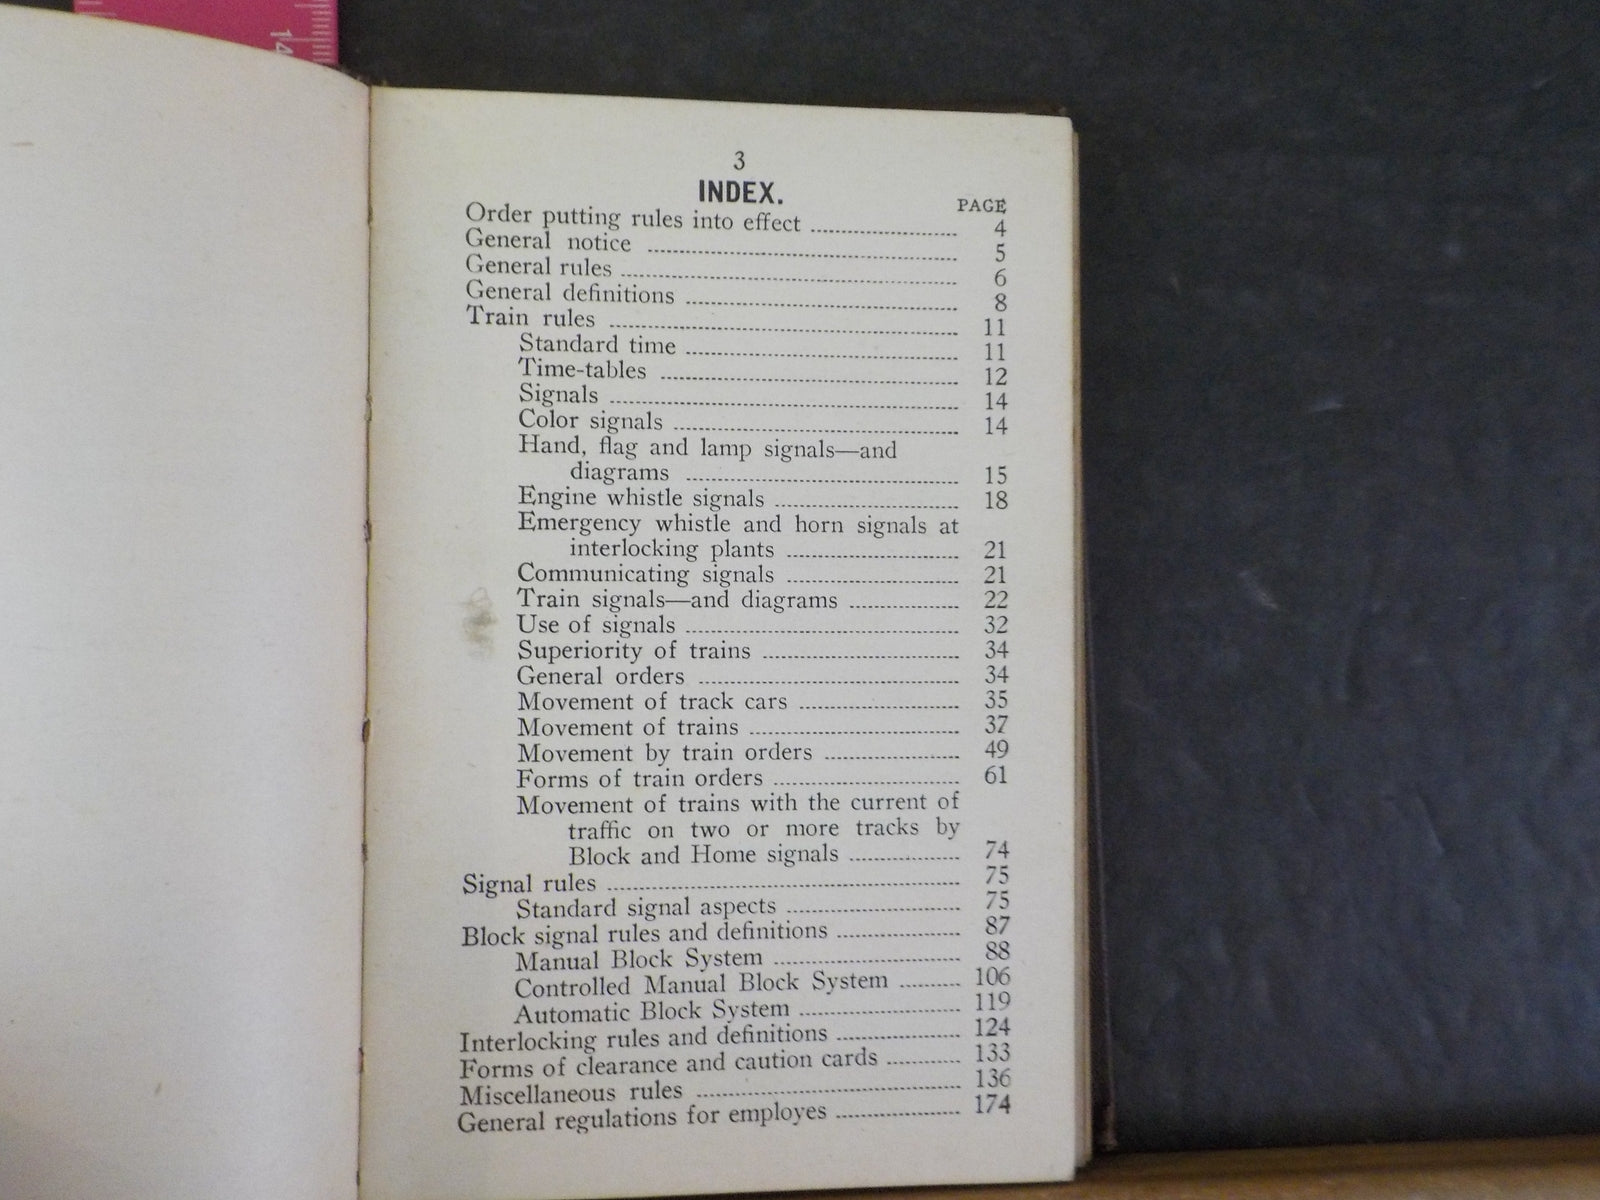 14
3
INDEX.
PAGE
Order putting rules into effect 4
General notice 5
General rules 6
General definitions 8
Train rules 11
Standard time 11
Time-tables 12
Signals 14
Color signals 14
Hand, flag and lamp signals—and
diagrams 15
Engine whistle signals 18
Emergency whistle and horn signals at
interlocking plants 21
Communicating signals 21
Train signals—and diagrams 22
Use of signals 32
Superiority of trains 34
General orders 34
Movement of track cars 35
Movement of trains 37
Movement by train orders 49
Forms of train orders 61
Movement of trains with the current of
traffic on two or more tracks by
Block and Home signals 74
Signal rules 75
Standard signal aspects 75
Block signal rules and definitions 87
Manual Block System 88
Controlled Manual Block System 106
Automatic Block System 119
Interlocking rules and definitions 124
Forms of clearance and caution cards 133
Miscellaneous rules 136
General regulations for employes 174